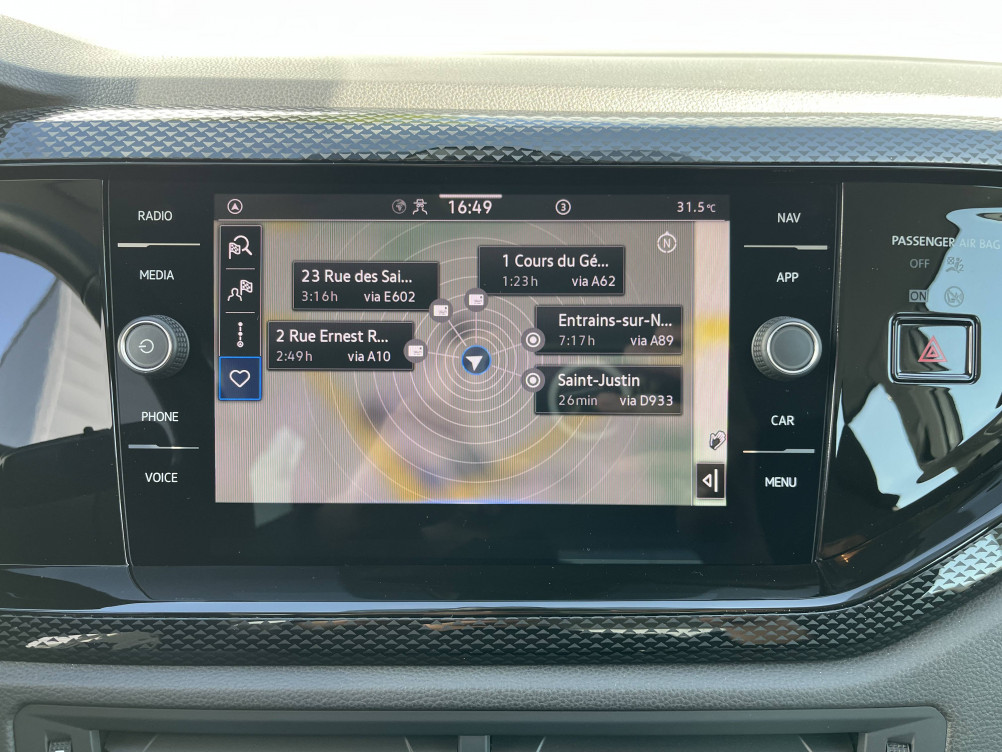 RADIO
MEDIA
PHONE
VOICE
16:49
3
31.5°C
N
23 Rue des Sai...
3:16h via E602
1 Cours du Gé...
1:23h via A62
2 Rue Ernest R...
2:49h via A10
Entrains-sur-N...
7:17h via A89
Saint-Justin
26min via D933
NAV
APP
CAR
MENU
PASSENGER AIR BAG
OFF
ON